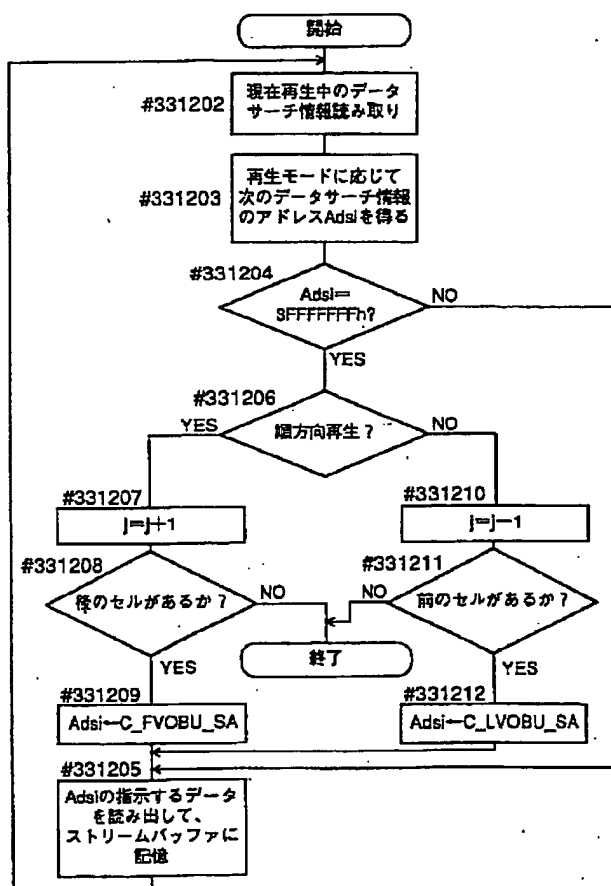 開始
#331202
現在再生中のデータ
サーチ情報読み取り
#331203
再生モードに応じて
次のデータサーチ情報
のアドレスAdsiを得る
#331204
Adsi=
3FFFFFFFh?
NO
YES
#331206
YES
順方向再生?
NO
#331207
j=j+1
#331210
j=j-1
#331208
後のセルがあるか?
NO
#331211
NO
前のセルがあるか?
終了
YES
YES
#331209
Adsi←C_FVOBU_SA
#331212
Adsi←C_LVOBU_SA
#331205
Adsiの指示するデータ
を読み出して、
ストリームバッファに
記憶